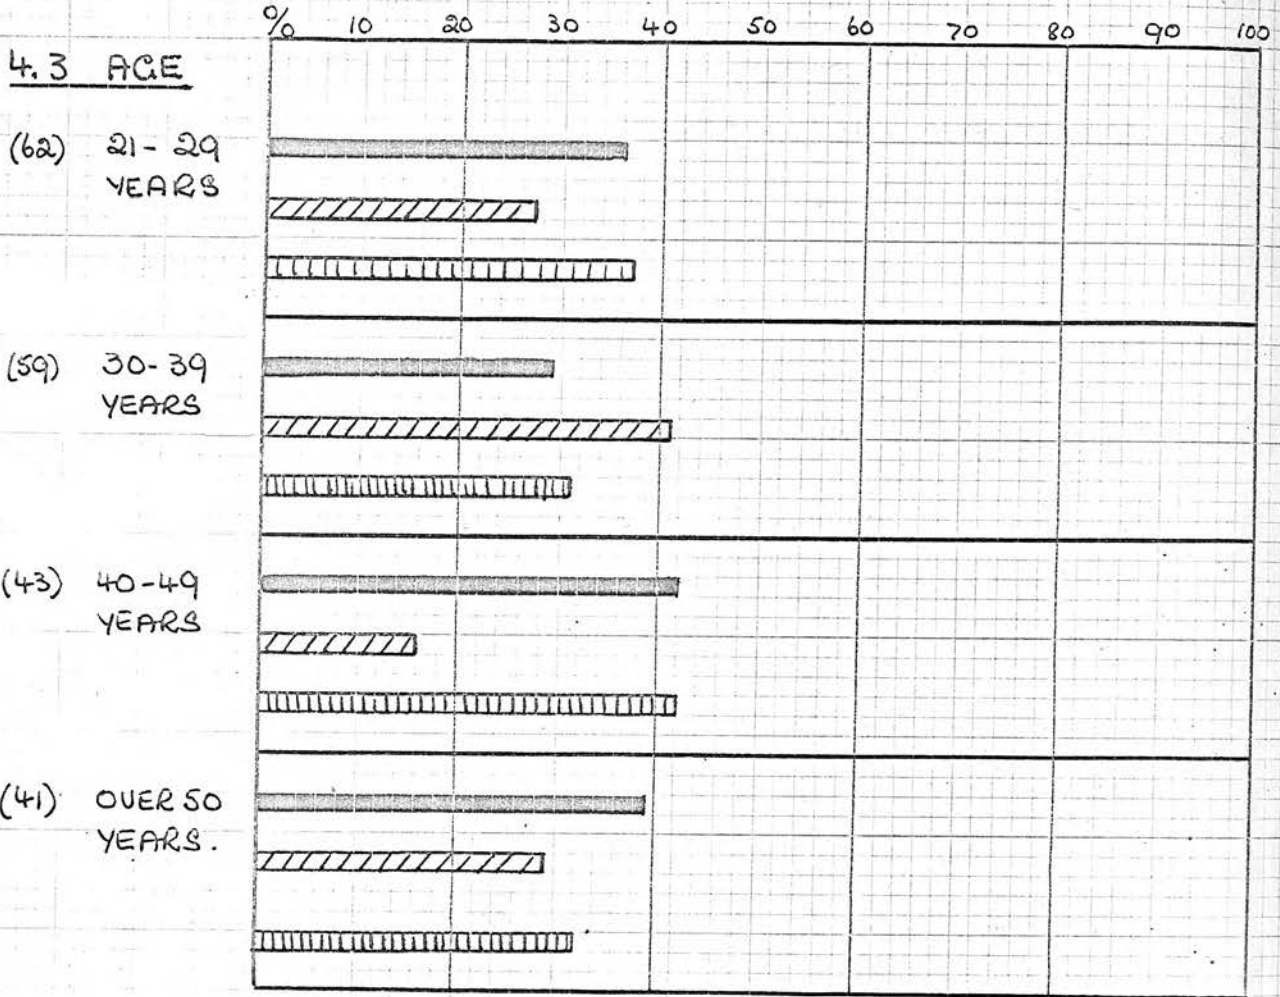 % 10 20 30 40 50 60 70 80 90 100
4.3 AGE
(62) 21-29
YEARS
(59) 30-39
YEARS
(43) 40-49
YEARS
(41) OVER 50
YEARS.